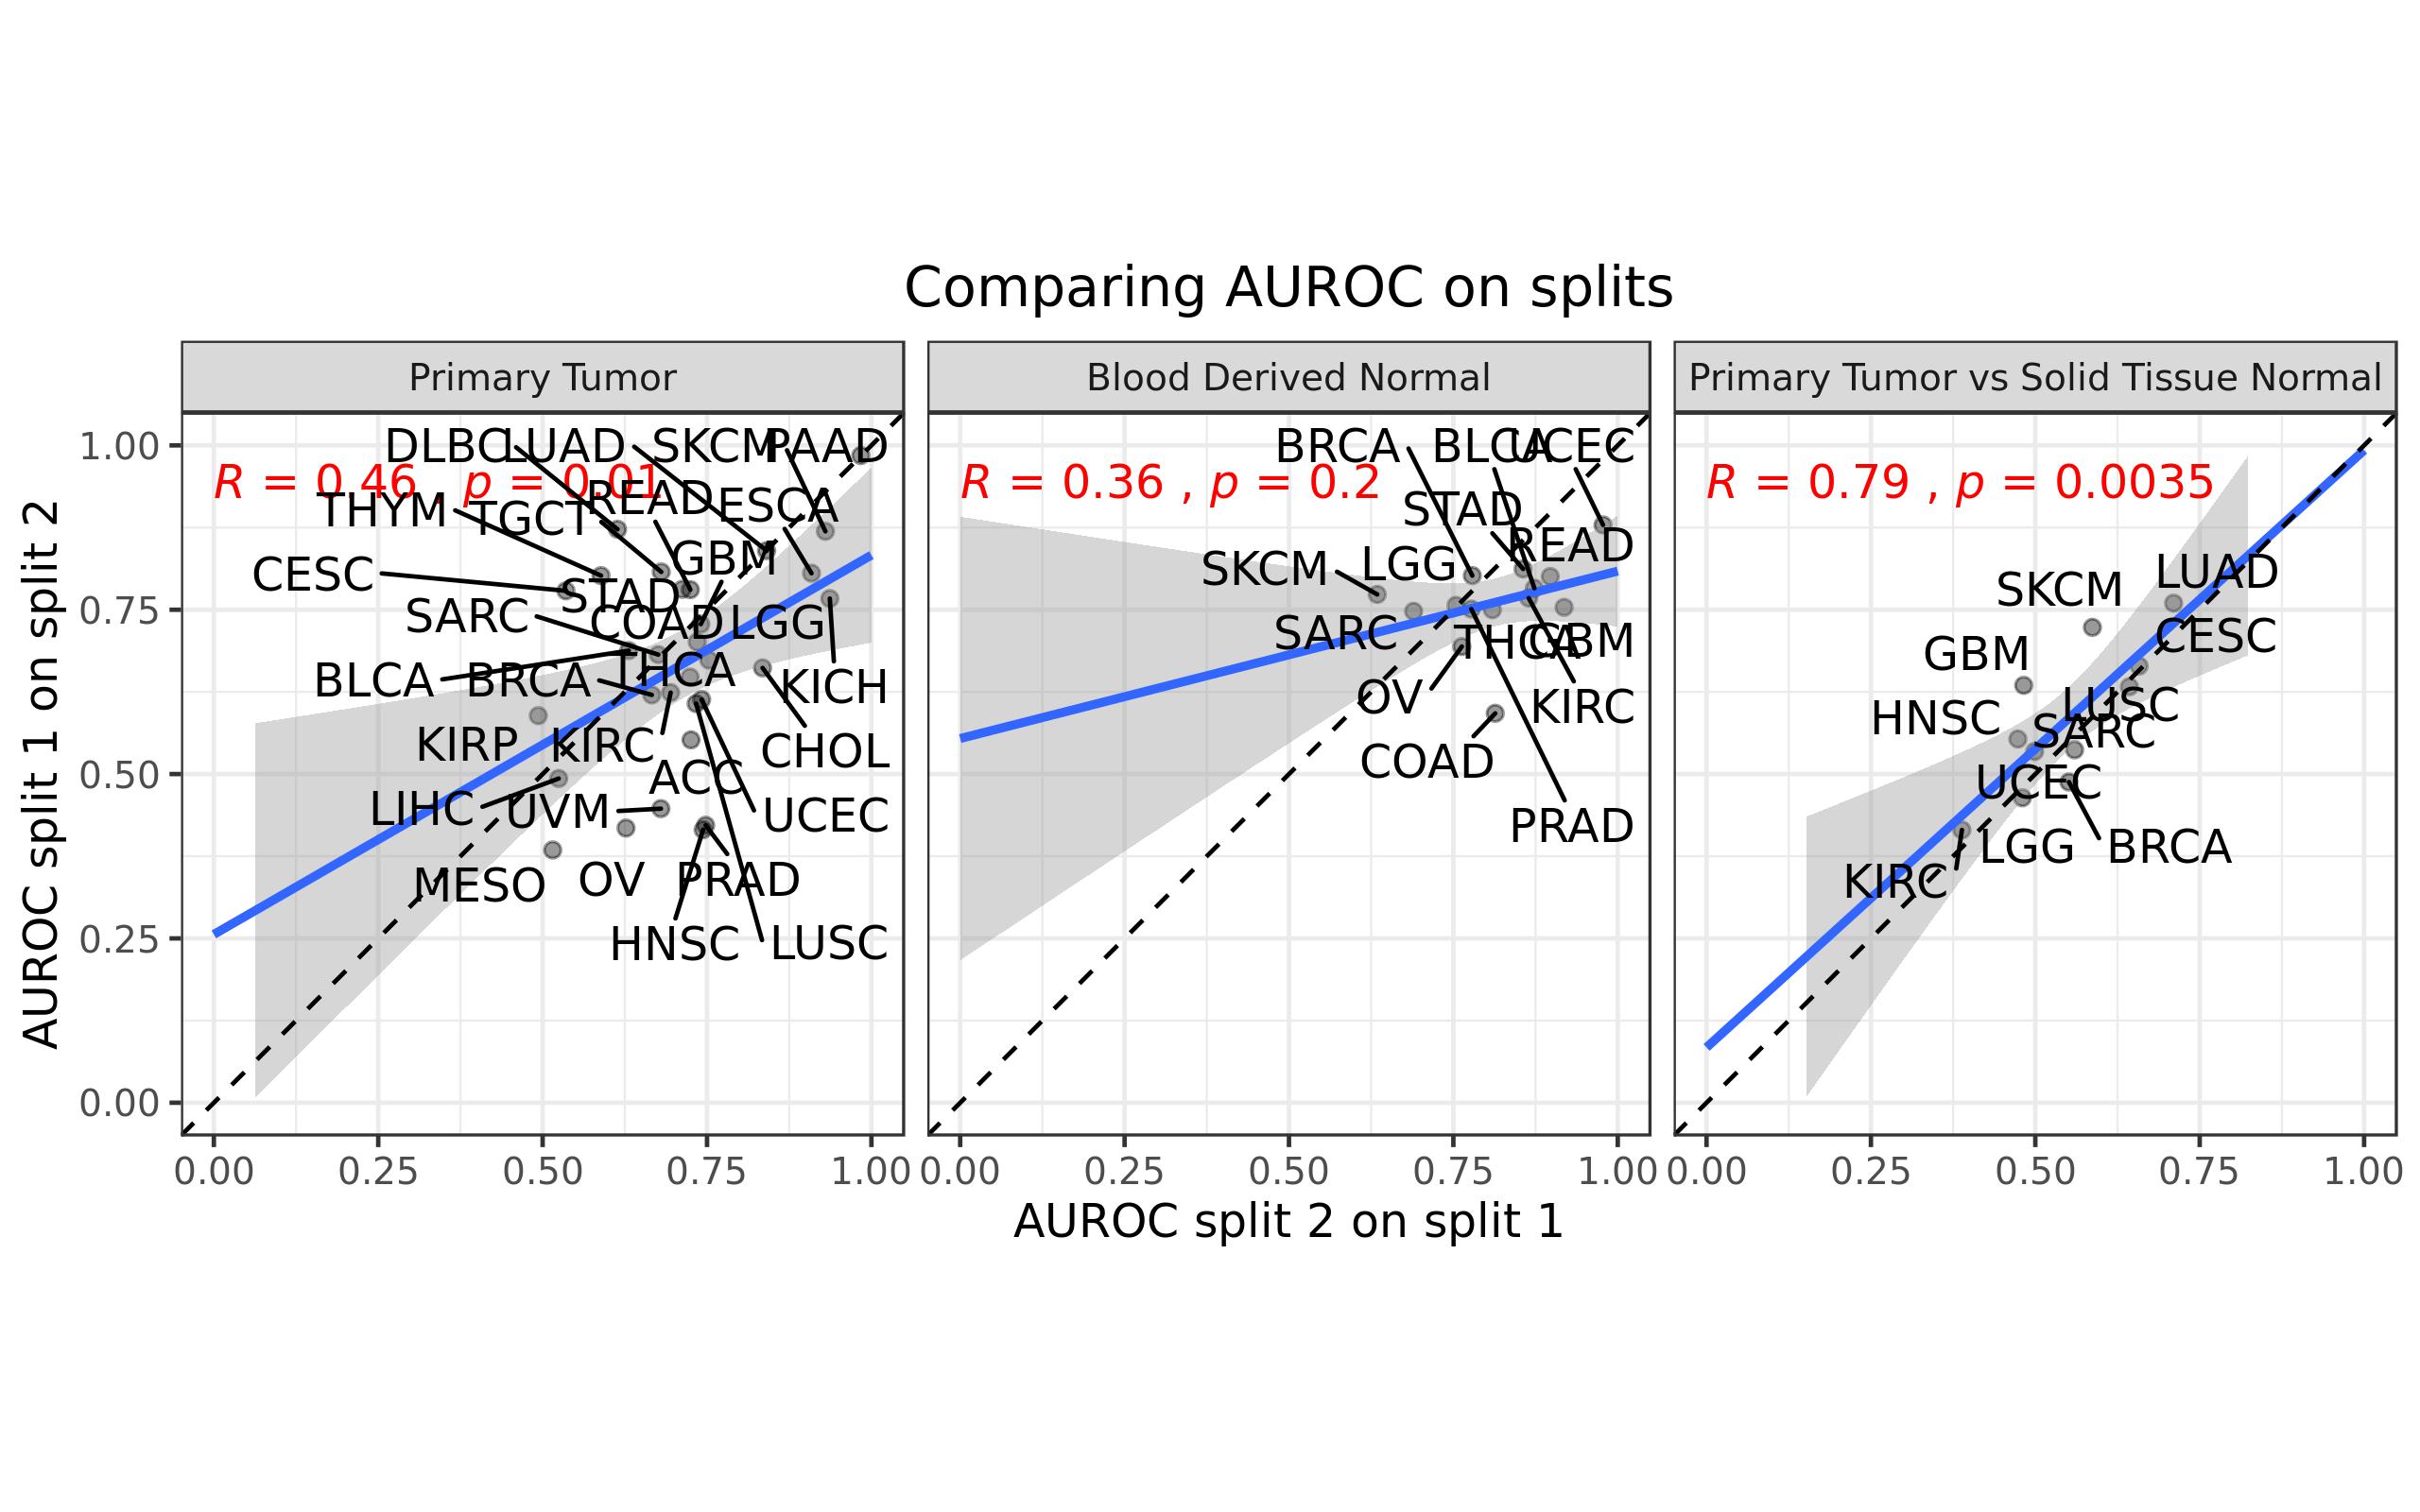 Comparing AUROC on splits
Primary Tumor
Blood Derived Normal
Primary Tumor vs Solid Tissue Normal
AUROC split 1 on split 2
1.00
0.75
0.50
0.25
0.00
R = 0.46 , p = 0.01
DLBC
LUAD
SKCM
PAAD
THYM
TGCT
READ
ESCA
CESC
GBM
STAD
SARC
COAD
LGG
BLCA
BRCA
THCA
KICH
KIRP
KIRC
CHOL
ACC
LIHC
UVM
UCEC
MESO
OV
PRAD
HNSC
LUSC
R = 0.36 , p = 0.2
BRCA
BLCA
UCEC
STAD
READ
SKCM
LGG
SARC
THCA
GBM
OV
KIRC
COAD
PRAD
R = 0.79 , p = 0.0035
SKCM
LUAD
GBM
CESC
HNSC
LUSC
SARC
UCEC
LGG
BRCA
KIRC
0.00
0.25
0.50
0.75
1.00
0.00
0.25
0.50
0.75
1.00
0.00
0.25
0.50
0.75
1.00
AUROC split 2 on split 1